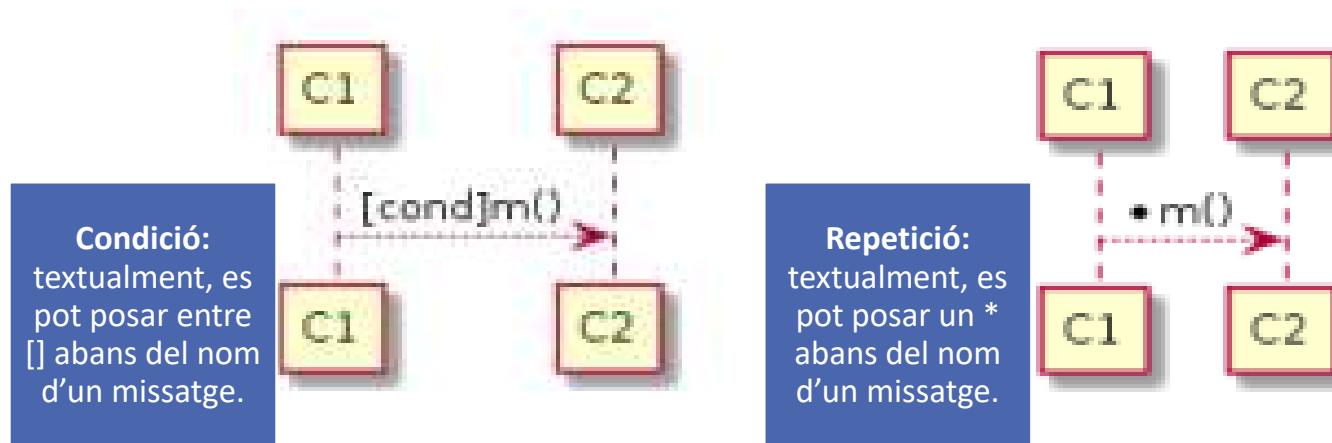 C1
C2
[cond]m()
C1
C2
Condició:
textualment, es
pot posar entre
[] abans del nom
d’un missatge.
C1
C2
• m()
C1
C2
Repetició:
textualment, es
pot posar un *
abans del nom
d’un missatge.